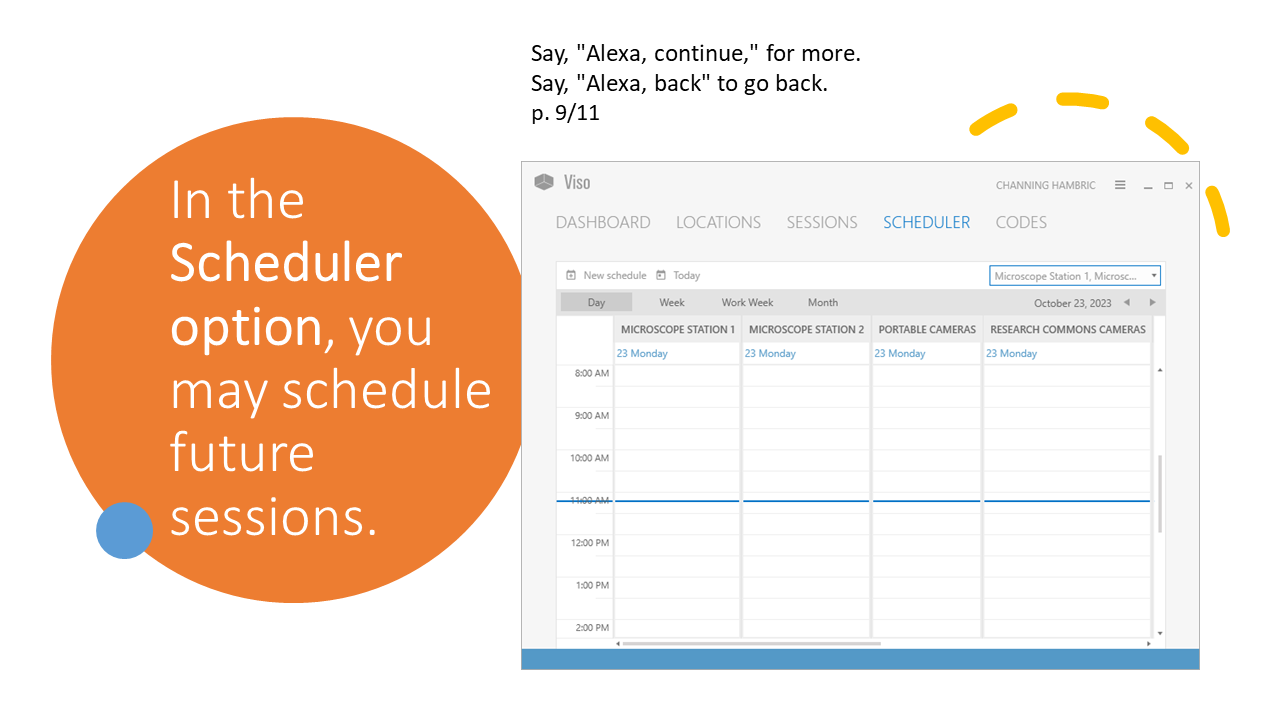 Say, "Alexa, continue," for more.
Say, "Alexa, back" to go back.
p. 9/11
In the
Scheduler
option, you
may schedule
future
sessions.
Viso
CHANNING HAMBRIC
DASHBOARD LOCATIONS SESSIONS SCHEDULER CODES
New schedule Today Microscope Station 1, Microsc...
Day Week Work Week Month October 23, 2023
MICROSCOPE STATION 1 MICROSCOPE STATION 2 PORTABLE CAMERAS RESEARCH COMMONS CAMERAS
23 Monday 23 Monday 23 Monday 23 Monday
8:00 AM
9:00 AM
10:00 AM
11:00 AM
12:00 PM
1:00 PM
2:00 PM